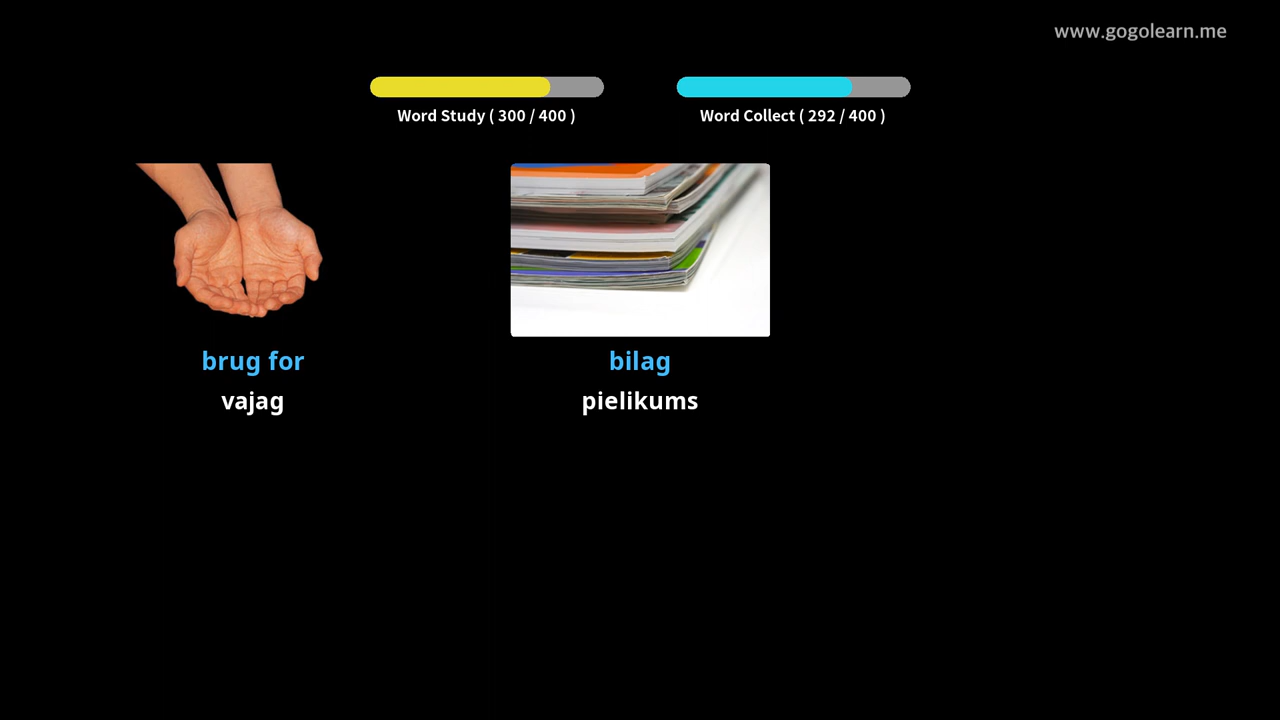 www.gogolearn.me
Word Study ( 300 / 400 )
Word Collect ( 292 / 400 )
brug for
vajag
bilag
pielikums